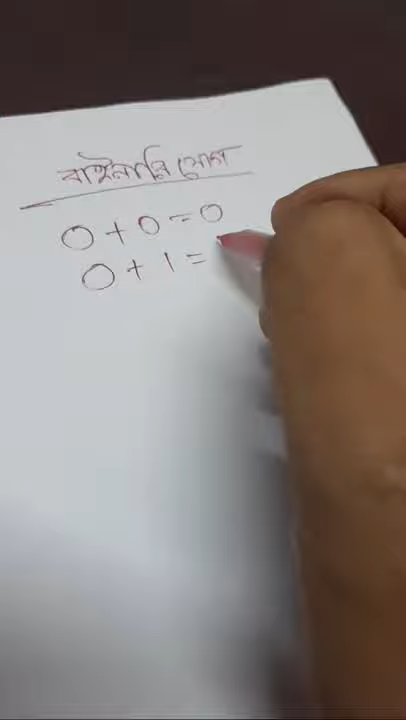 বাইনারি যোগ
0 + 0 = 0
0 + 1 =